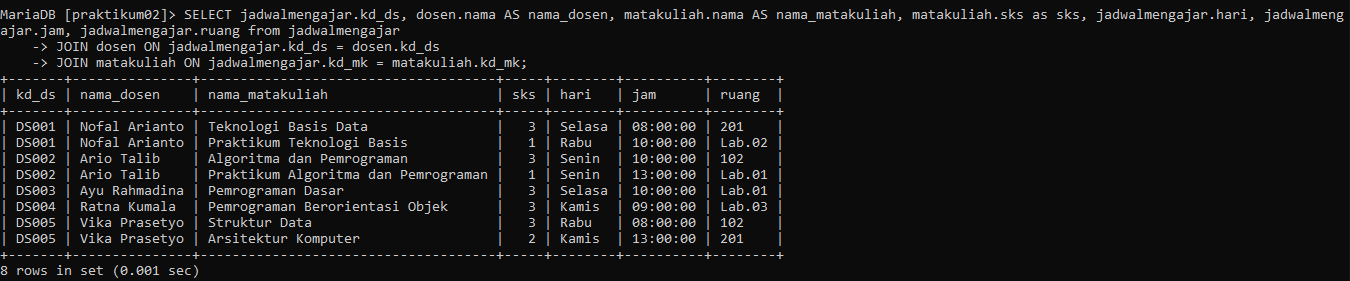 MariaDB [praktikum02]> SELECT jadwalmengajar.kd_ds, dosen.nama AS nama_dosen, matakuliah.nama AS nama_matakuliah, matakuliah.sks as sks, jadwalmengajar.hari, jadwalmeng
ajar.jam, jadwalmengajar.ruang from jadwalmengajar
    -> JOIN dosen ON jadwalmengajar.kd_ds = dosen.kd_ds
    -> JOIN matakuliah ON jadwalmengajar.kd_mk = matakuliah.kd_mk;
+-------+---------------+-------------------------------------+-----+--------+----------+--------+
| kd_ds | nama_dosen    | nama_matakuliah                     | sks | hari   | jam      | ruang  |
+-------+---------------+-------------------------------------+-----+--------+----------+--------+
| DS001 | Nofal Arianto | Teknologi Basis Data                |   3 | Selasa | 08:00:00 | 201    |
| DS001 | Nofal Arianto | Praktikum Teknologi Basis           |   1 | Rabu   | 10:00:00 | Lab.02 |
| DS002 | Ario Talib    | Algoritma dan Pemrograman           |   3 | Senin  | 10:00:00 | 102    |
| DS002 | Ario Talib    | Praktikum Algoritma dan Pemrograman |   1 | Senin  | 13:00:00 | Lab.01 |
| DS003 | Ayu Rahmadina | Pemrograman Dasar                   |   3 | Selasa | 10:00:00 | Lab.01 |
| DS004 | Ratna Kumala  | Pemrograman Berorientasi Objek      |   3 | Kamis  | 09:00:00 | Lab.03 |
| DS005 | Vika Prasetyo | Struktur Data                       |   3 | Rabu   | 08:00:00 | 102    |
| DS005 | Vika Prasetyo | Arsitektur Komputer                 |   2 | Kamis  | 13:00:00 | 201    |
+-------+---------------+-------------------------------------+-----+--------+----------+--------+
8 rows in set (0.001 sec)